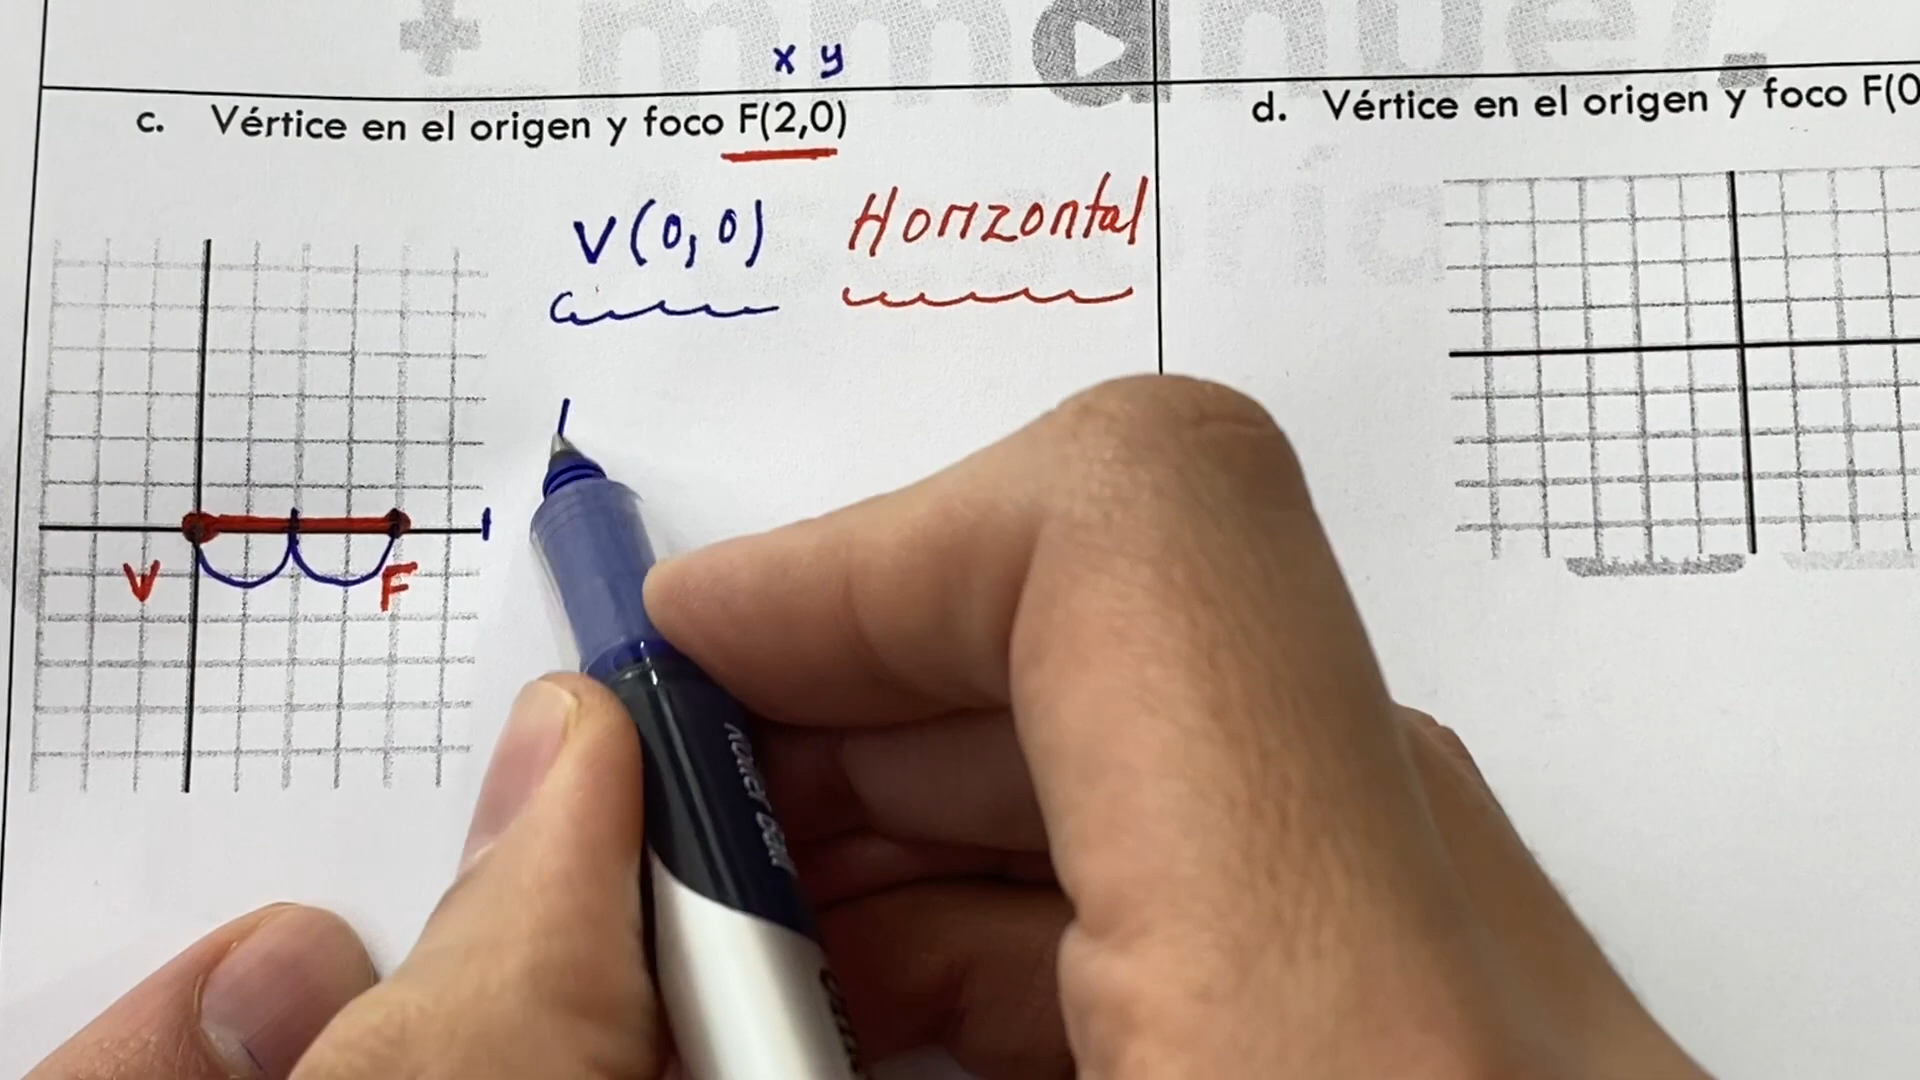 x y
c. Vértice en el origen y foco F(2,0)
V(0,0) Horizontal
V F
d. Vértice en el origen y foco F(0